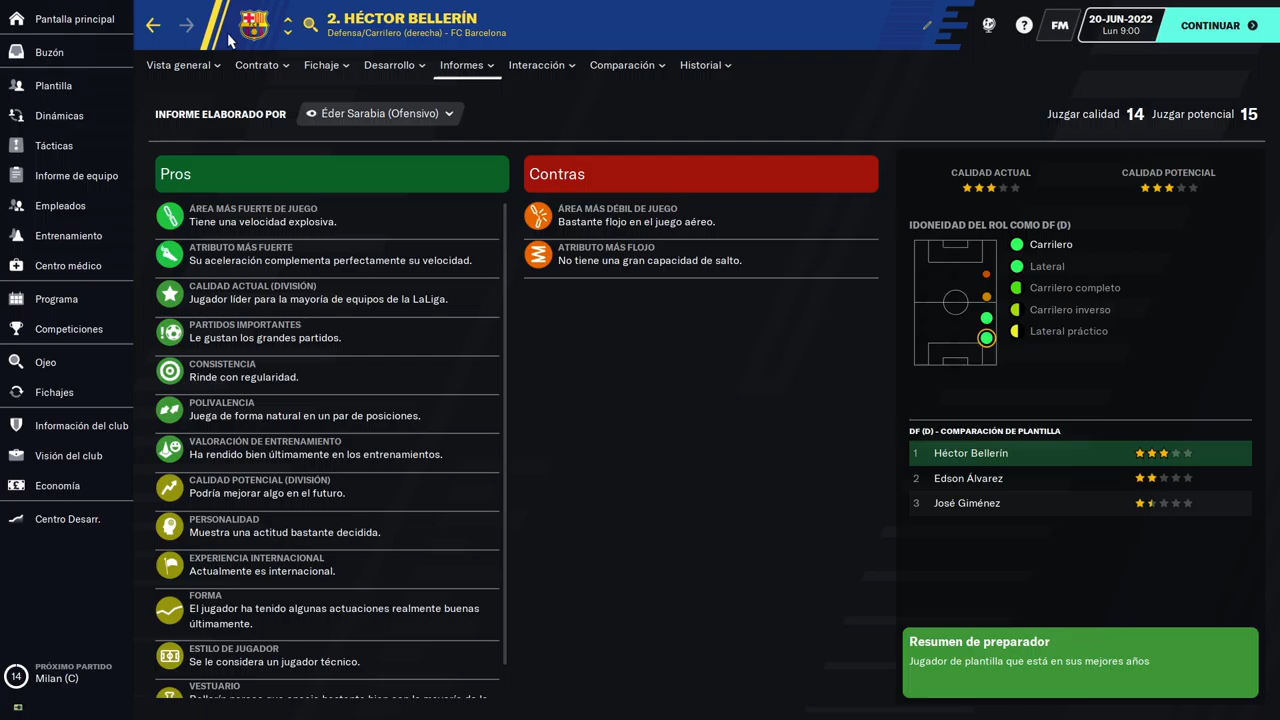 Pantalla principal
Buzón
Plantilla
Dinámicas
Tácticas
Informe de equipo
Empleados
Entrenamiento
Centro médico
Programa
Competiciones
Ojeo
Fichajes
Información del club
Visión del club
Economía
Centro Desarr.
14
PRÓXIMO PARTIDO
Milan (C)
2. HÉCTOR BELLERÍN
Defensa/Carrilero (derecha) - FC Barcelona
?
FM
20-JUN-2022
Lun 9:00
CONTINUAR
Vista general
Contrato
Fichaje
Desarrollo
Informes
Interacción
Comparación
Historial
INFORME ELABORADO POR
Éder Sarabia (Ofensivo)
Juzgar calidad 14 Juzgar potencial 15
Pros
ÁREA MÁS FUERTE DE JUEGO
Tiene una velocidad explosiva.
ATRIBUTO MÁS FUERTE
Su aceleración complementa perfectamente su velocidad.
CALIDAD ACTUAL (DIVISIÓN)
Jugador líder para la mayoría de equipos de la LaLiga.
PARTIDOS IMPORTANTES
Le gustan los grandes partidos.
CONSISTENCIA
Rinde con regularidad.
POLIVALENCIA
Juega de forma natural en un par de posiciones.
VALORACIÓN DE ENTRENAMIENTO
Ha rendido bien últimamente en los entrenamientos.
CALIDAD POTENCIAL (DIVISIÓN)
Podría mejorar algo en el futuro.
PERSONALIDAD
Muestra una actitud bastante decidida.
EXPERIENCIA INTERNACIONAL
Actualmente es internacional.
FORMA
El jugador ha tenido algunas actuaciones realmente buenas
últimamente.
ESTILO DE JUGADOR
Se le considera un jugador técnico.
VESTUARIO
Contras
ÁREA MÁS DÉBIL DE JUEGO
Bastante flojo en el juego aéreo.
ATRIBUTO MÁS FLOJO
No tiene una gran capacidad de salto.
CALIDAD ACTUAL
CALIDAD POTENCIAL
IDONEIDAD DEL ROL COMO DF (D)
Carrilero
Lateral
Carrilero completo
Carrilero inverso
Lateral práctico
DF (D) - COMPARACIÓN DE PLANTILLA
1 Héctor Bellerín
2 Edson Álvarez
3 José Giménez
Resumen de preparador
Jugador de plantilla que está en sus mejores años